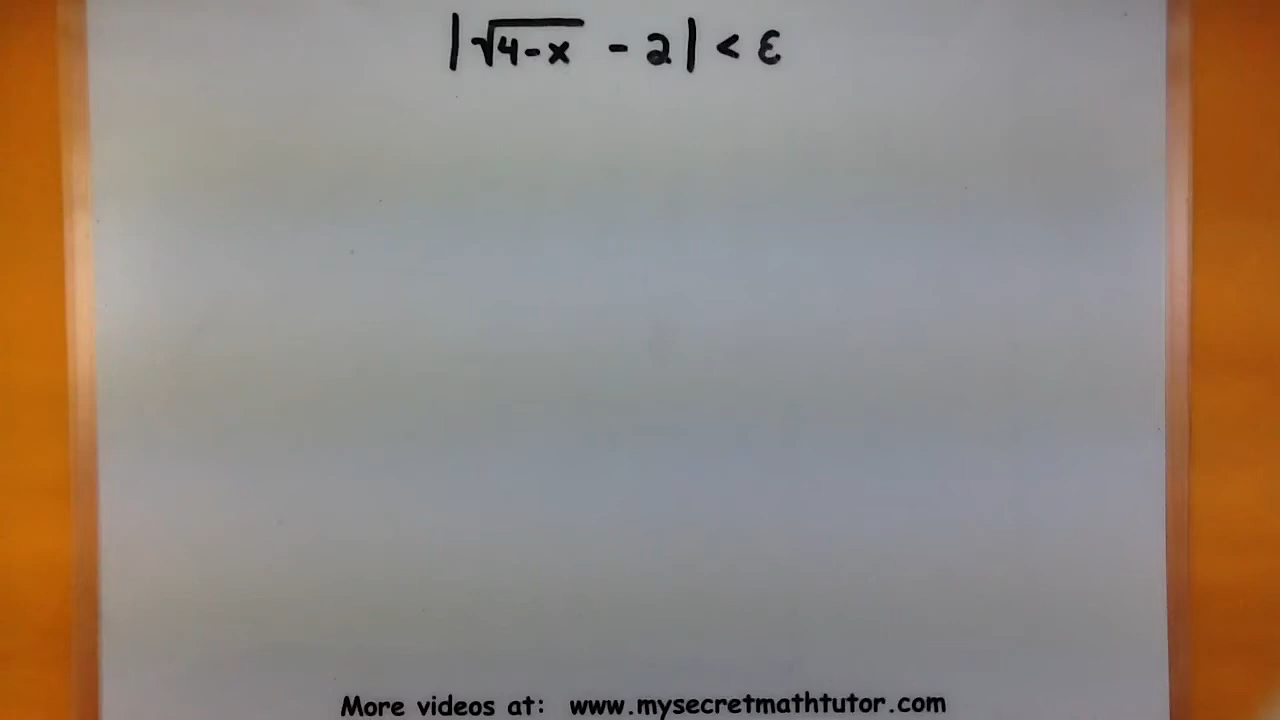 |√4-x - 2| < ε
More videos at: www.mysecretmathtutor.com